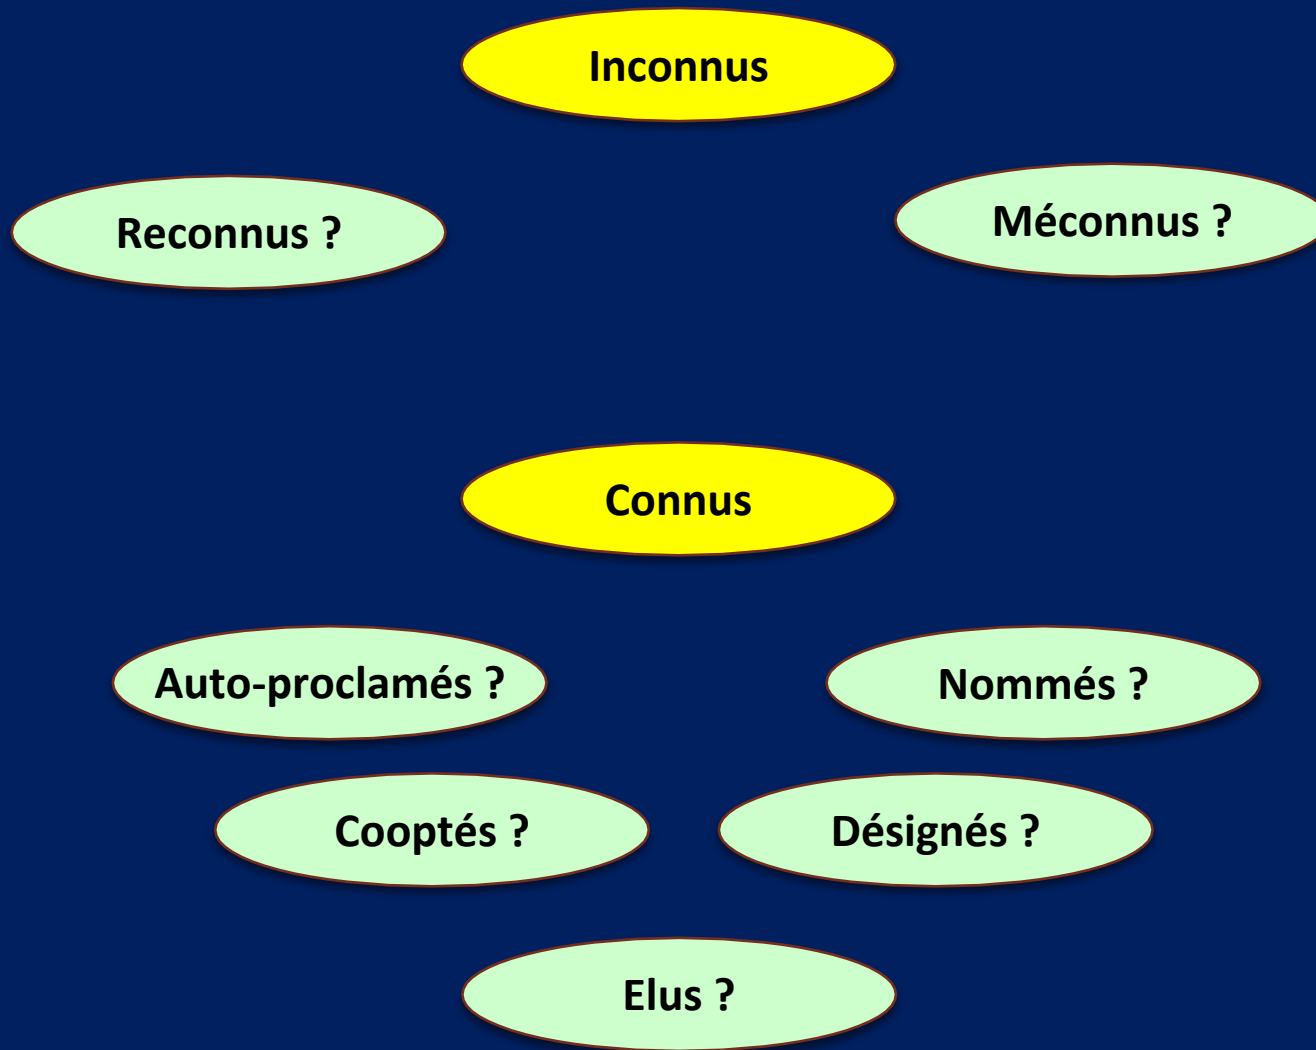 Inconnus
Reconnus ?
Méconnus ?
Connus
Auto-proclamés ?
Nommés ?
Cooptés ?
Désignés ?
Elus ?